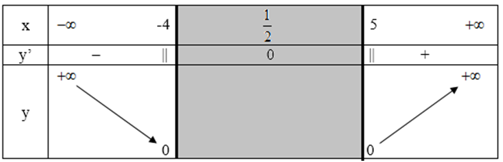 x −∞ -4 1/2 5 +∞
y' − || 0 || +
+∞ +∞
y
0 0